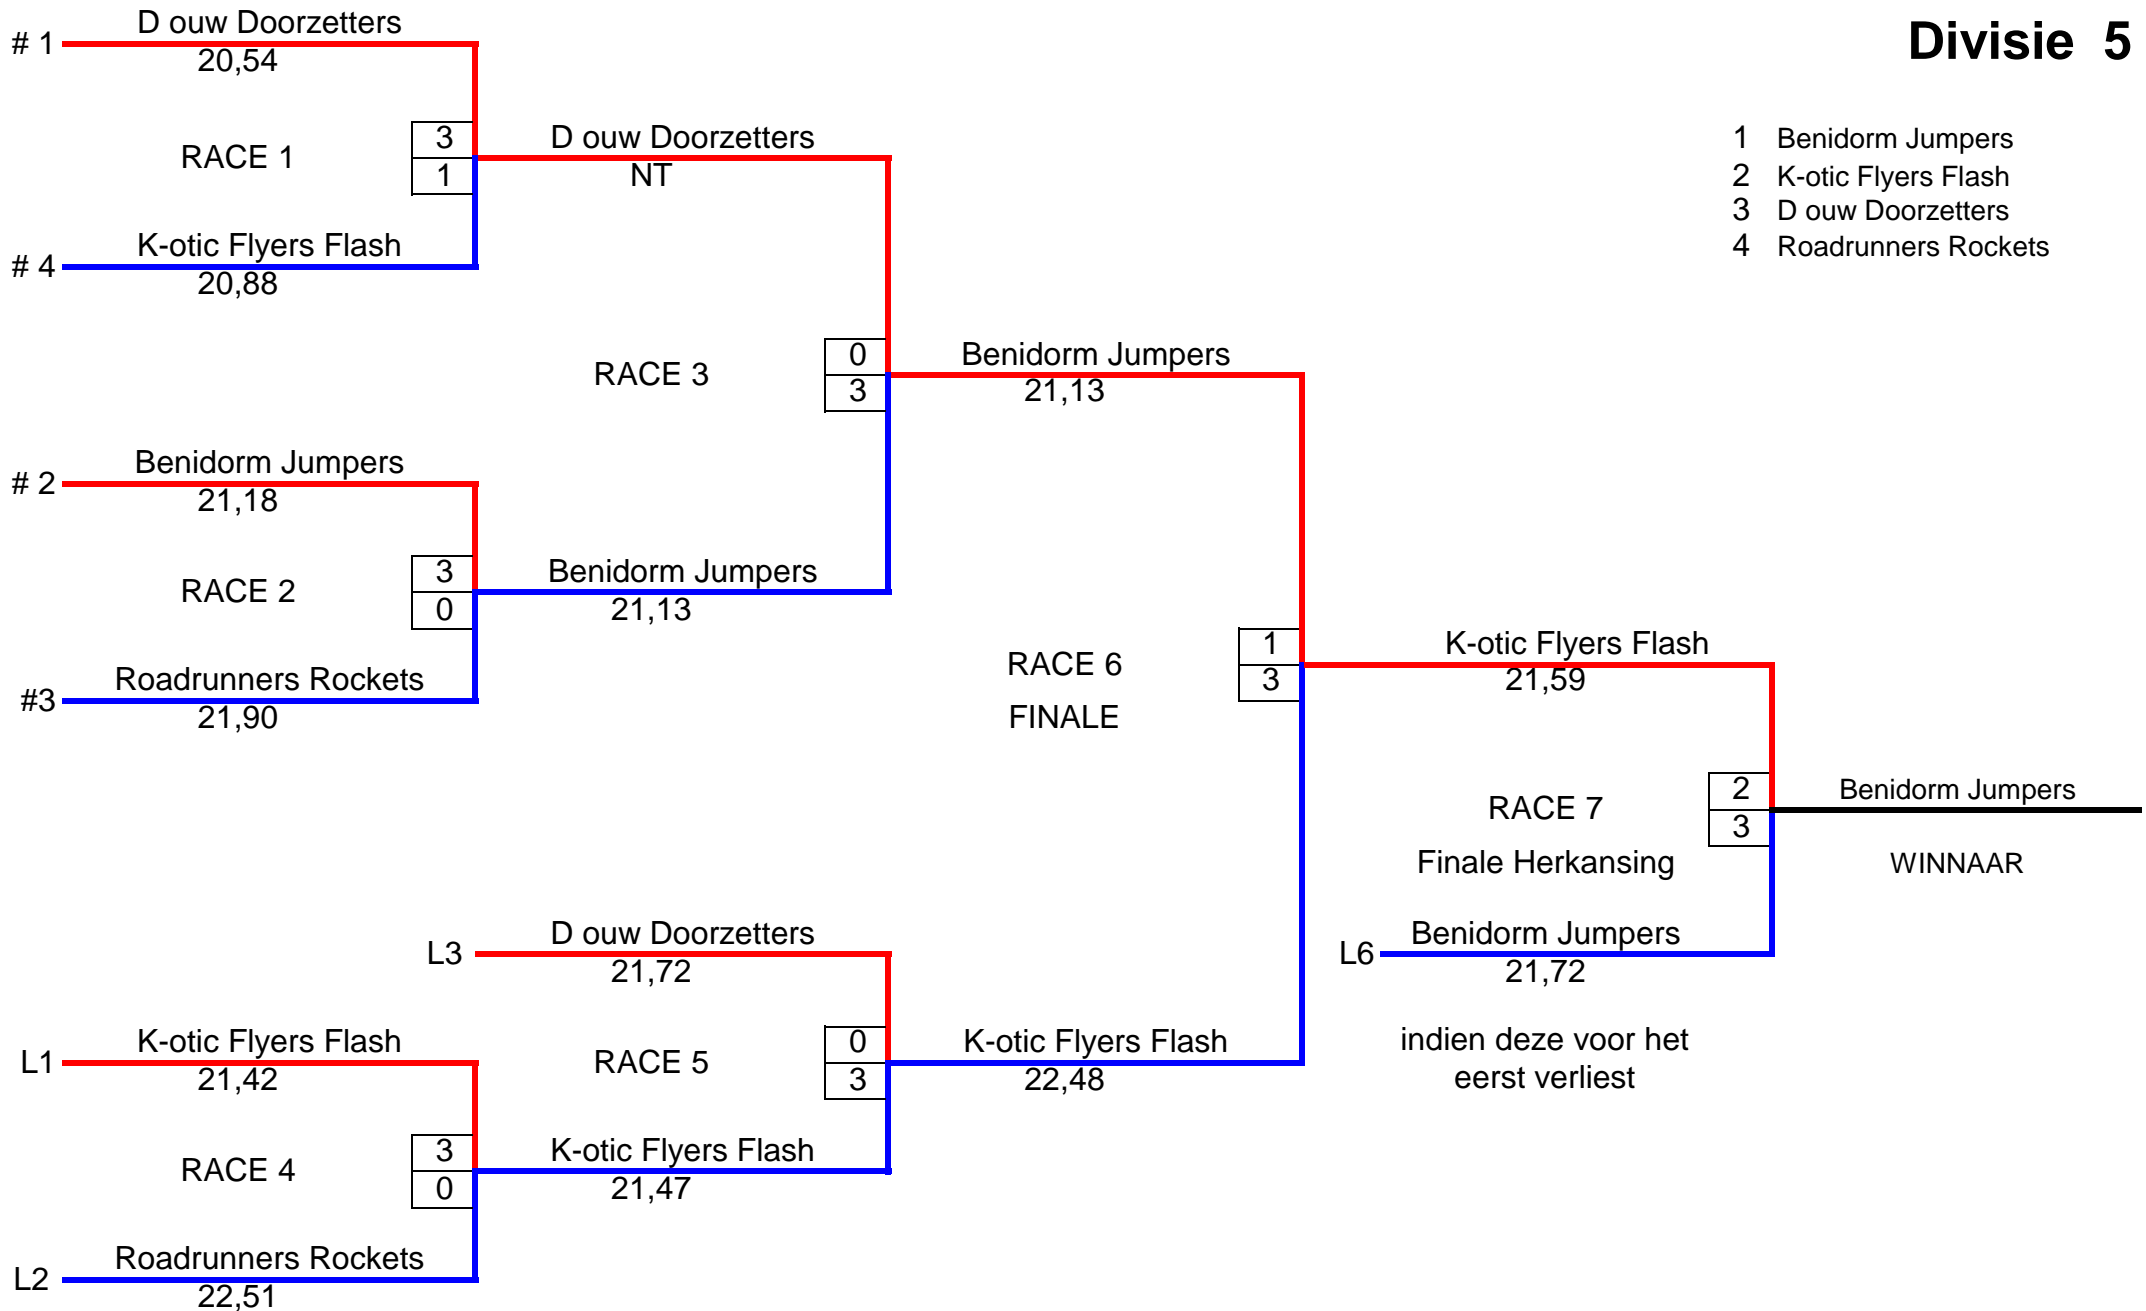 Divisie 5
D ouw Doorzetters
# 1
20,54
RACE 1
3
1
K-otic Flyers Flash
# 4
20,88
D ouw Doorzetters
NT
1 Benidorm Jumpers
2 K-otic Flyers Flash
3 D ouw Doorzetters
4 Roadrunners Rockets
RACE 3
0
3
Benidorm Jumpers
21,13
Benidorm Jumpers
# 2
21,18
RACE 2
3
0
Roadrunners Rockets
#3
21,90
Benidorm Jumpers
21,13
RACE 6
FINALE
1
3
K-otic Flyers Flash
21,59
RACE 7
Finale Herkansing
2
3
Benidorm Jumpers
WINNAAR
L6
Benidorm Jumpers
21,72
indien deze voor het
eerst verliest
L3
D ouw Doorzetters
21,72
RACE 5
0
3
K-otic Flyers Flash
22,48
L1
K-otic Flyers Flash
21,42
RACE 4
3
0
K-otic Flyers Flash
21,47
Roadrunners Rockets
L2
22,51